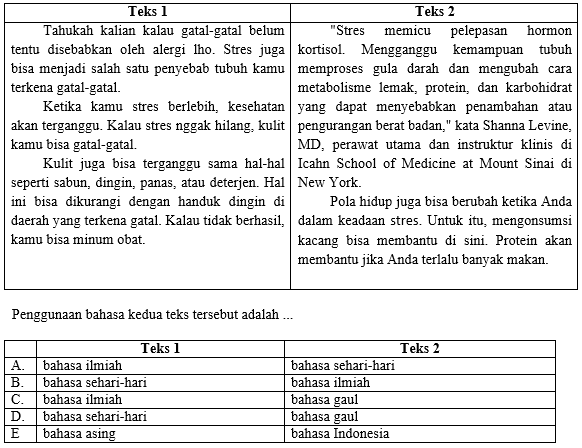 Teks 1
Tahukah kalian kalau gatal-gatal belum
tentu disebabkan oleh alergi lho. Stres juga
bisa menjadi salah satu penyebab tubuh kamu
terkena gatal-gatal.
Ketika kamu stres berlebih, kesehatan
akan terganggu. Kalau stres nggak hilang, kulit
kamu bisa gatal-gatal.
Kulit juga bisa terganggu sama hal-hal
seperti sabun, dingin, panas, atau deterjen. Hal
ini bisa dikurangi dengan handuk dingin di
daerah yang terkena gatal. Kalau tidak berhasil,
kamu bisa minum obat.
Teks 2
"Stres memicu pelepasan hormon
kortisol. Mengganggu kemampuan tubuh
memproses gula darah dan mengubah cara
metabolisme lemak, protein, dan karbohidrat
yang dapat menyebabkan penambahan atau
pengurangan berat badan," kata Shanna Levine,
MD, perawat utama dan instruktur klinis di
Icahn School of Medicine at Mount Sinai di
New York.
Pola hidup juga bisa berubah ketika Anda
dalam keadaan stres. Untuk itu, mengonsumsi
kacang bisa membantu di sini. Protein akan
membantu jika Anda terlalu banyak makan.
Penggunaan bahasa kedua teks tersebut adalah ...
Teks 1 Teks 2
A. bahasa ilmiah bahasa sehari-hari
B. bahasa sehari-hari bahasa ilmiah
C. bahasa ilmiah bahasa gaul
D. bahasa sehari-hari bahasa gaul
E bahasa asing bahasa Indonesia